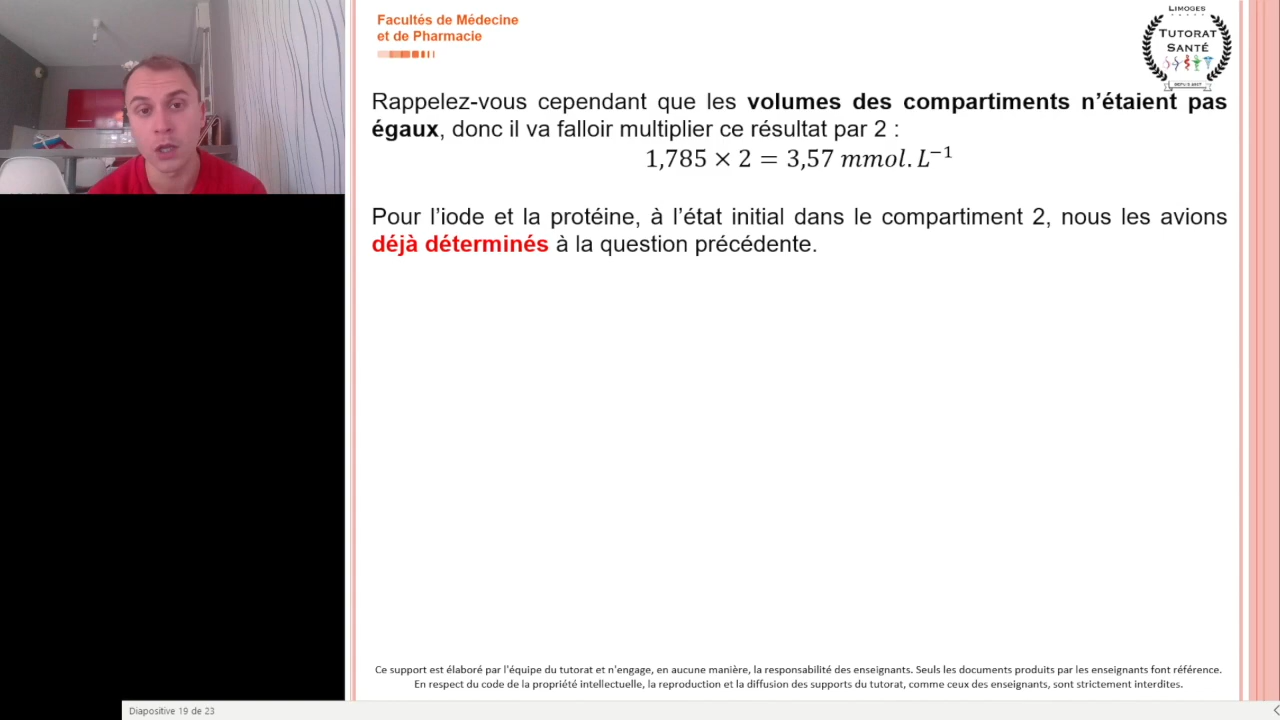 Facultés de Médecine
et de Pharmacie
LIMOGES
TUTORAT
SANTÉ
DEPUIS 2007
Rappelez-vous cependant que les volumes des compartiments n’étaient pas
égaux, donc il va falloir multiplier ce résultat par 2 :
1,785 × 2 = 3,57 mmol. L⁻¹
Pour l’iode et la protéine, à l’état initial dans le compartiment 2, nous les avions
déjà déterminés à la question précédente.
Ce support est élaboré par l'équipe du tutorat et n'engage, en aucune manière, la responsabilité des enseignants. Seuls les documents produits par les enseignants font référence.
En respect du code de la propriété intellectuelle, la reproduction et la diffusion des supports du tutorat, comme ceux des enseignants, sont strictement interdites.
Diapositive 19 de 23